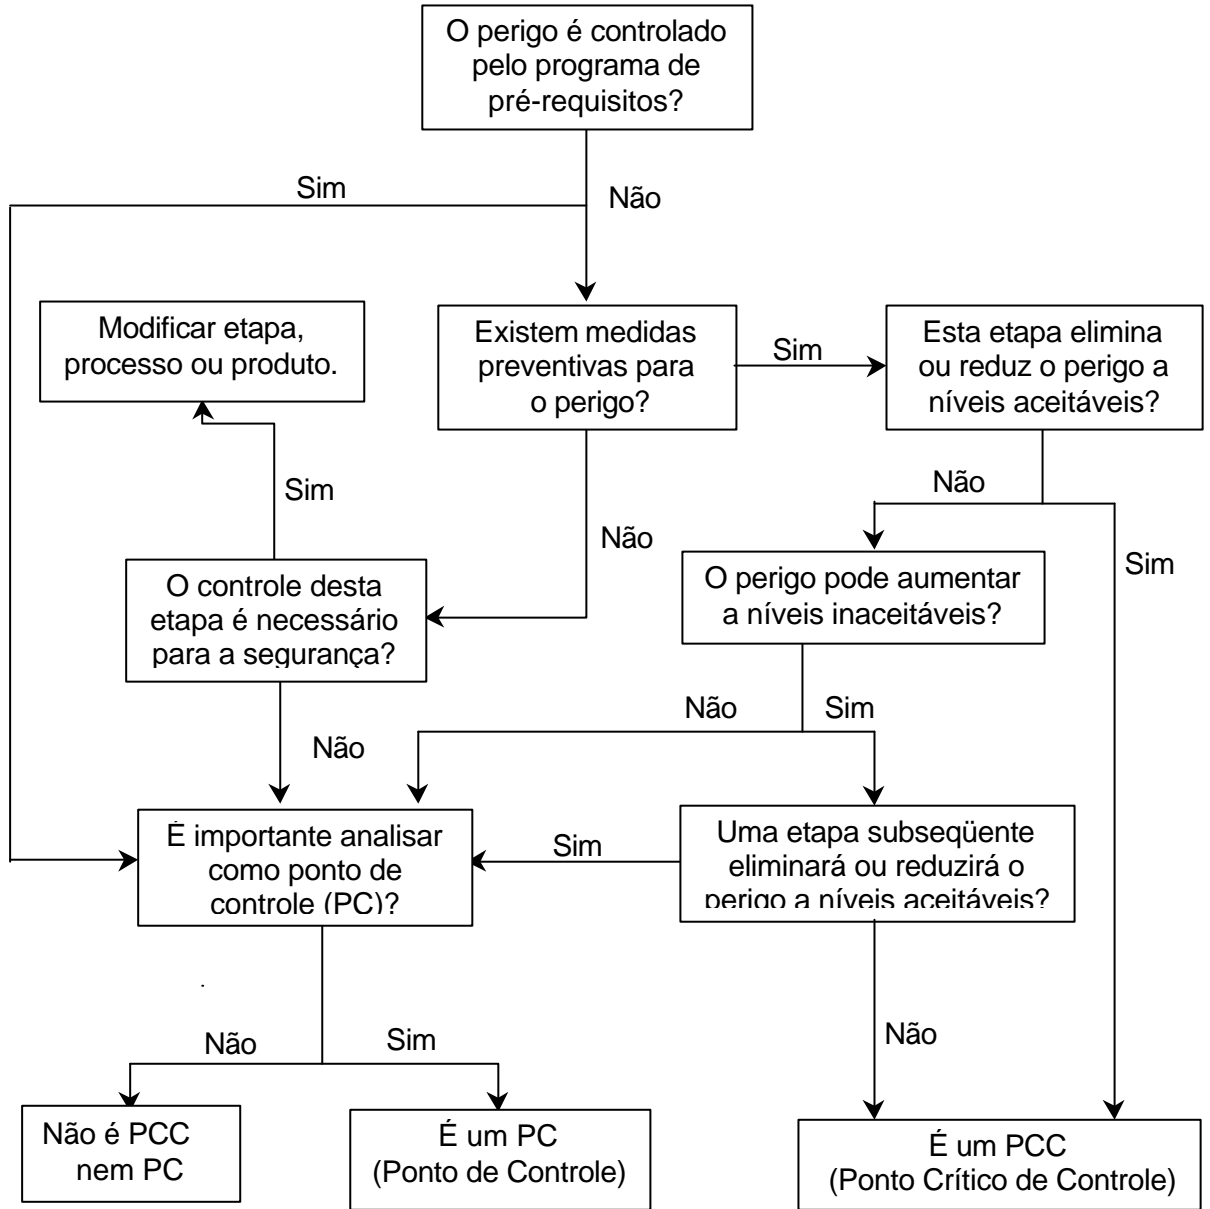 O perigo é controlado
pelo programa de
pré-requisitos?
Sim
Não
Modificar etapa,
processo ou produto.
Existem medidas
preventivas para
o perigo?
Sim
Esta etapa elimina
ou reduz o perigo a
níveis aceitáveis?
Sim
Não
Não
Sim
O controle desta
etapa é necessário
para a segurança?
O perigo pode aumentar
a níveis inaceitáveis?
Não
Não
Sim
É importante analisar
como ponto de
controle (PC)?
Sim
Uma etapa subseqüente
eliminará ou reduzirá o
perigo a níveis aceitáveis?
Não
Sim
Não
Não é PCC
nem PC
É um PC
(Ponto de Controle)
É um PCC
(Ponto Crítico de Controle)